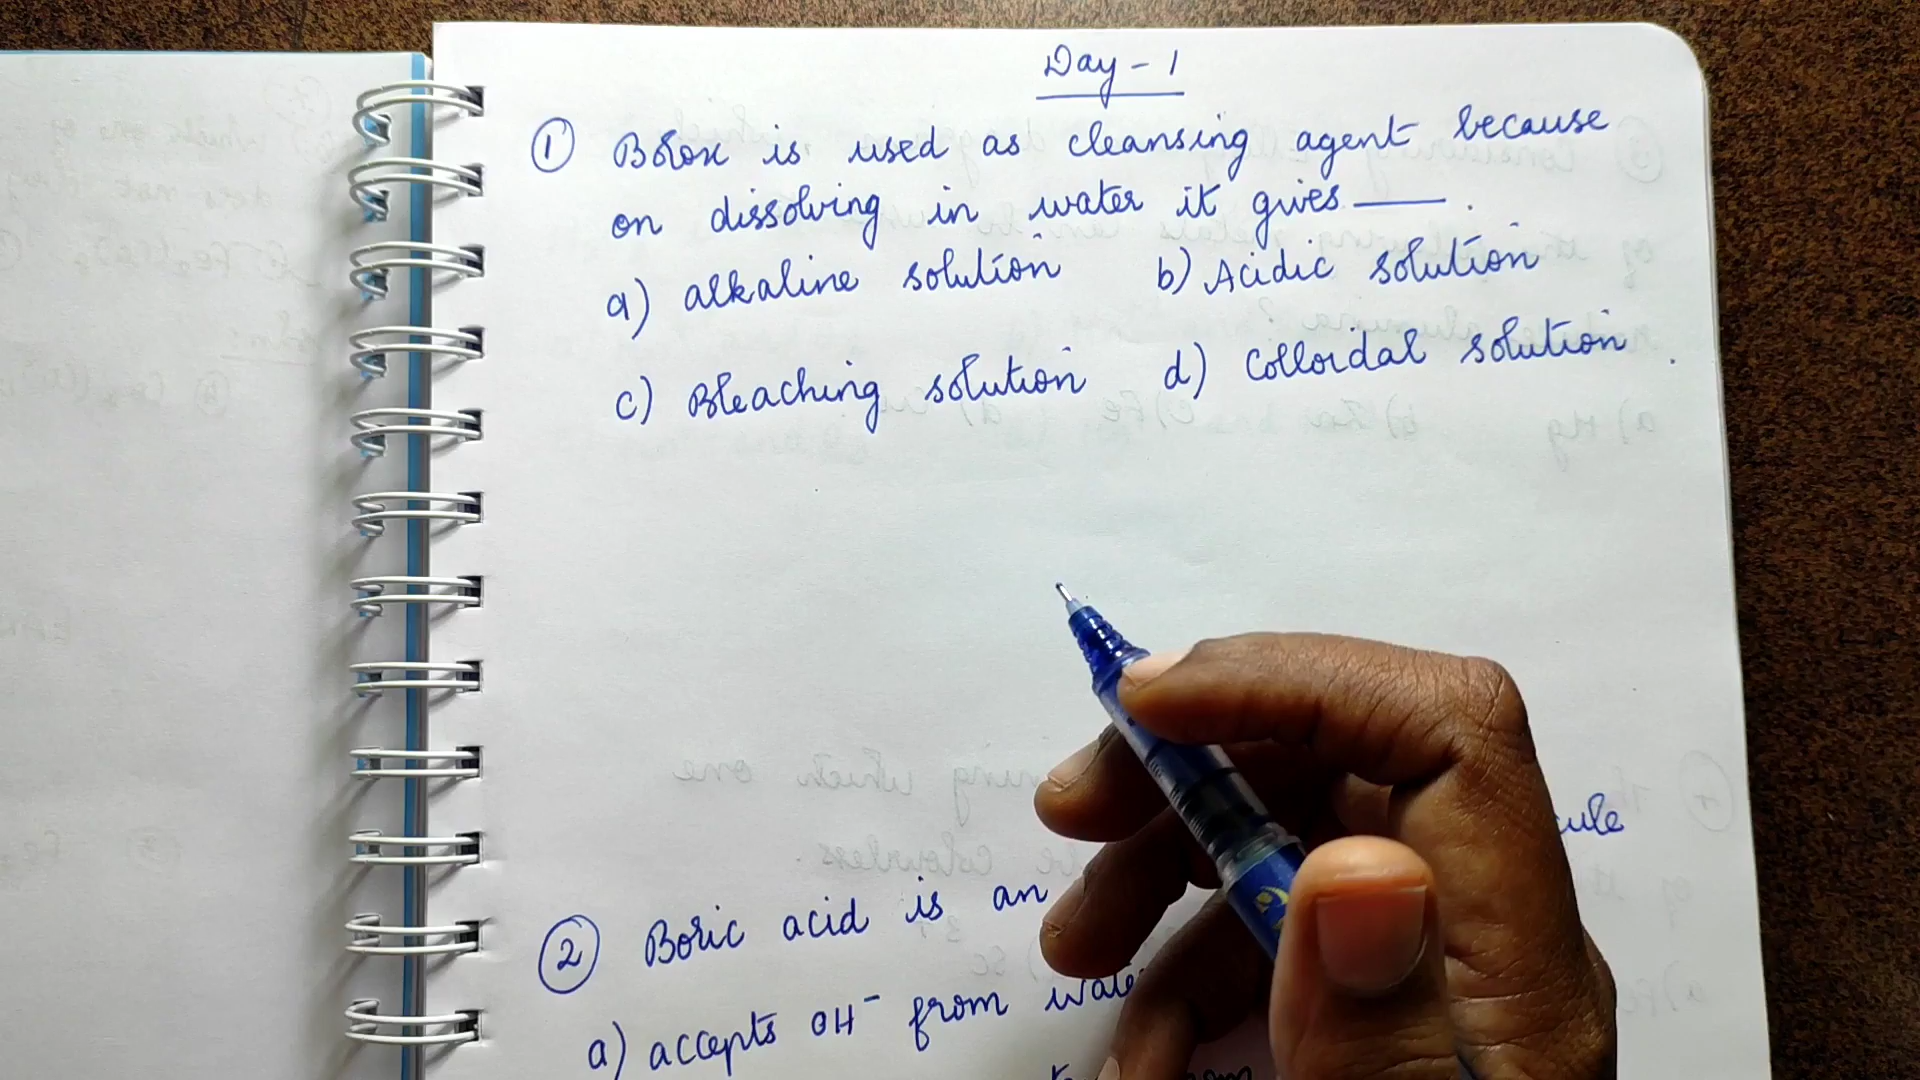 Day - 1
① Borax is used as cleansing agent because
on dissolving in water it gives ____ .
a) alkaline solution b) Acidic solution
c) Bleaching solution d) Colloidal solution .
② Boric acid is an
a) accepts OH⁻ from